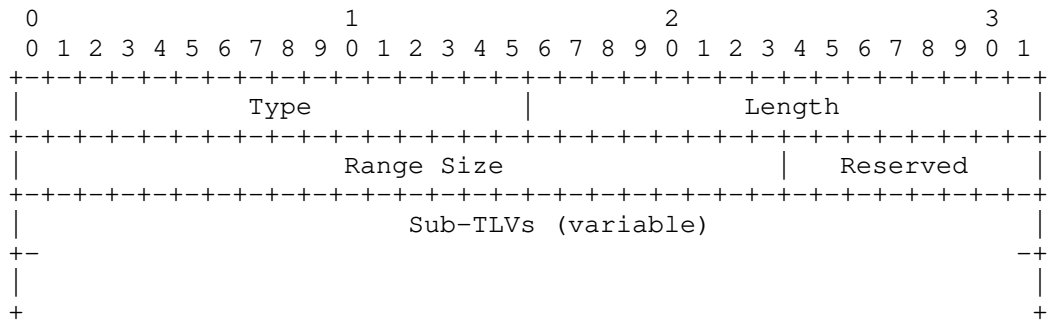 0                   1                   2                   3
 0 1 2 3 4 5 6 7 8 9 0 1 2 3 4 5 6 7 8 9 0 1 2 3 4 5 6 7 8 9 0 1
+-+-+-+-+-+-+-+-+-+-+-+-+-+-+-+-+-+-+-+-+-+-+-+-+-+-+-+-+-+-+-+-+
|              Type             |             Length            |
+-+-+-+-+-+-+-+-+-+-+-+-+-+-+-+-+-+-+-+-+-+-+-+-+-+-+-+-+-+-+-+-+
|                    Range Size                 |   Reserved    |
+-+-+-+-+-+-+-+-+-+-+-+-+-+-+-+-+-+-+-+-+-+-+-+-+-+-+-+-+-+-+-+-+
|                        Sub-TLVs (variable)                    |
+-                                                             -+
|                                                               |
+                                                               +